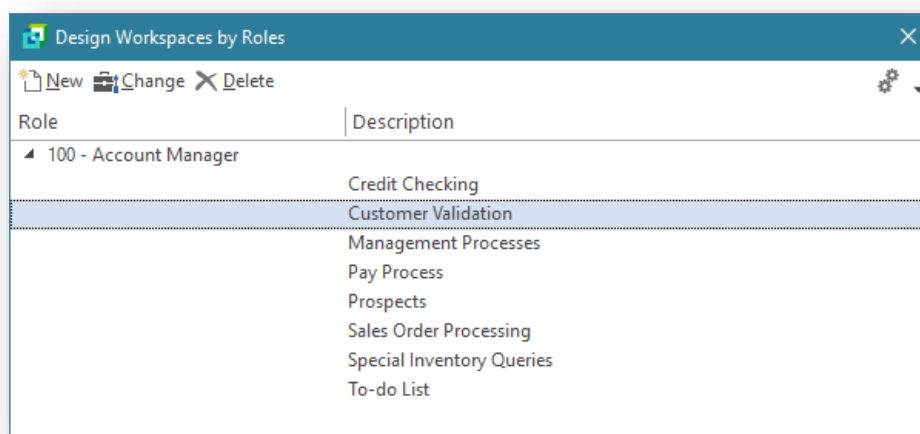 Design Workspaces by Roles
New Change Delete
Role Description
100 - Account Manager
Credit Checking
Customer Validation
Management Processes
Pay Process
Prospects
Sales Order Processing
Special Inventory Queries
To-do List